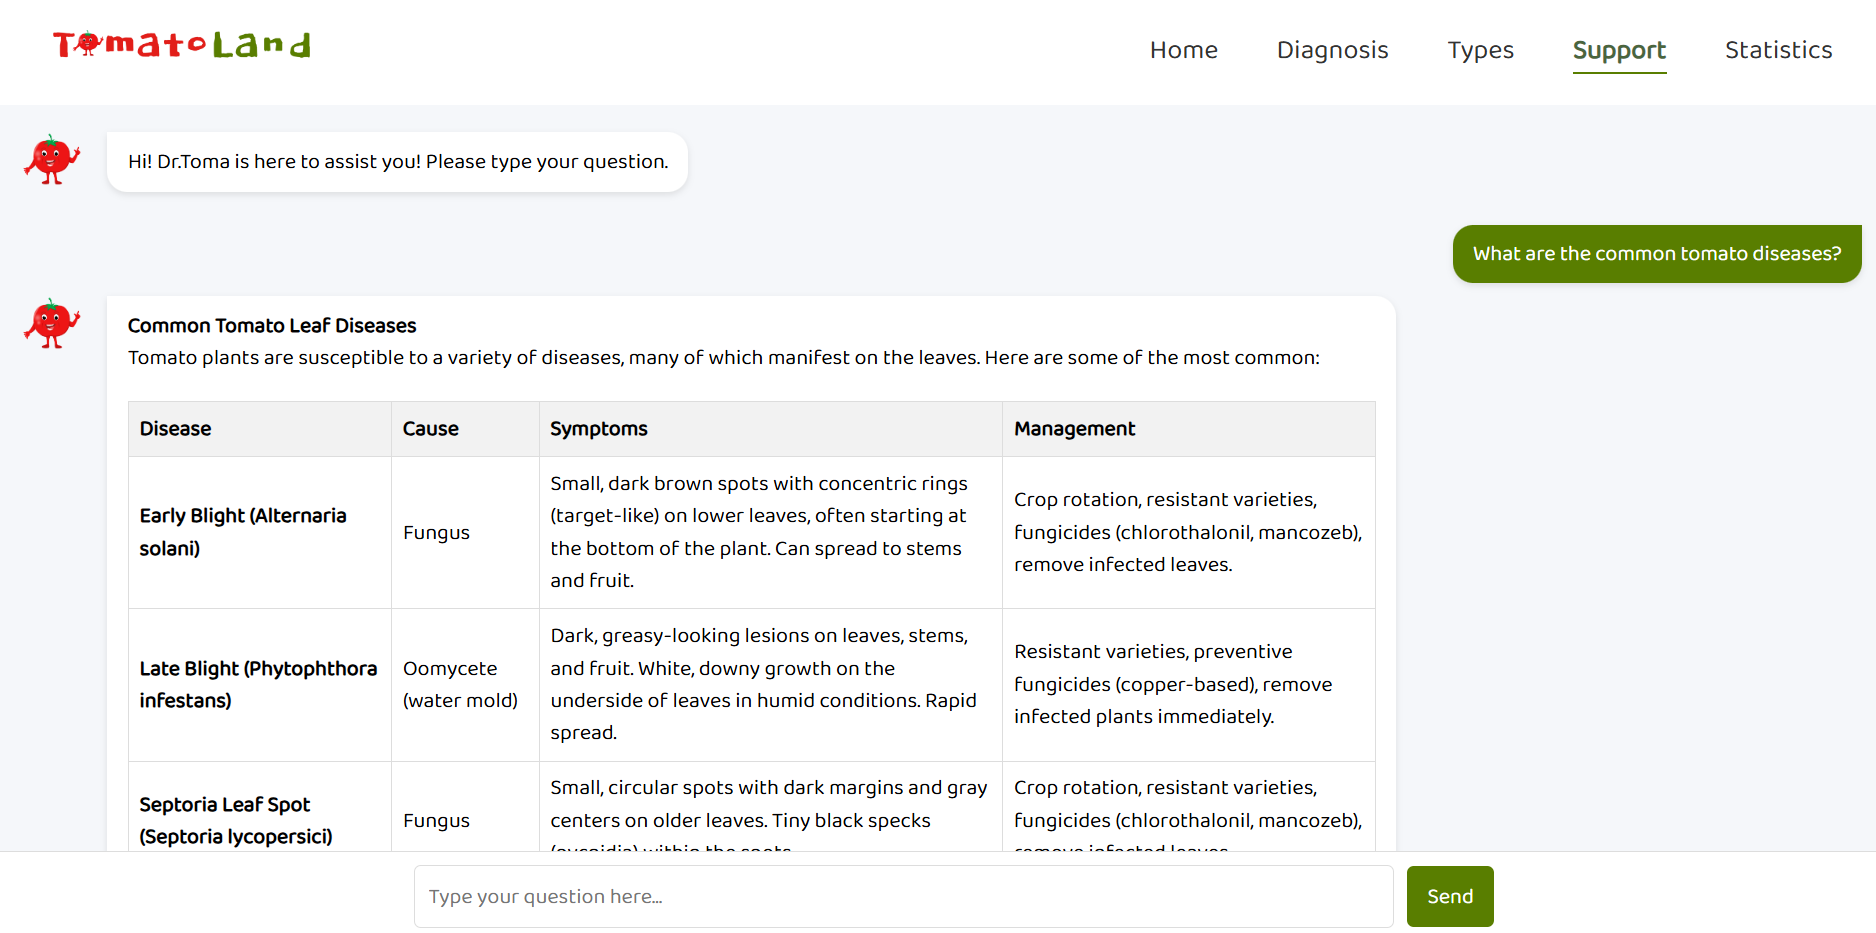 TomatoLand
Home Diagnosis Types Support Statistics
Hi! Dr.Toma is here to assist you! Please type your question.
What are the common tomato diseases?
Common Tomato Leaf Diseases
Tomato plants are susceptible to a variety of diseases, many of which manifest on the leaves. Here are some of the most common:
Disease Cause Symptoms Management
Early Blight (Alternaria
solani)
Fungus
Small, dark brown spots with concentric rings
(target-like) on lower leaves, often starting at
the bottom of the plant. Can spread to stems
and fruit.
Crop rotation, resistant varieties,
fungicides (chlorothalonil, mancozeb),
remove infected leaves.
Late Blight (Phytophthora
infestans)
Oomycete
(water mold)
Dark, greasy-looking lesions on leaves, stems,
and fruit. White, downy growth on the
underside of leaves in humid conditions. Rapid
spread.
Resistant varieties, preventive
fungicides (copper-based), remove
infected plants immediately.
Septoria Leaf Spot
(Septoria lycopersici)
Fungus
Small, circular spots with dark margins and gray
centers on older leaves. Tiny black specks
(pycnidia) within the spots.
Crop rotation, resistant varieties,
fungicides (chlorothalonil, mancozeb),
remove infected leaves.
Type your question here...
Send